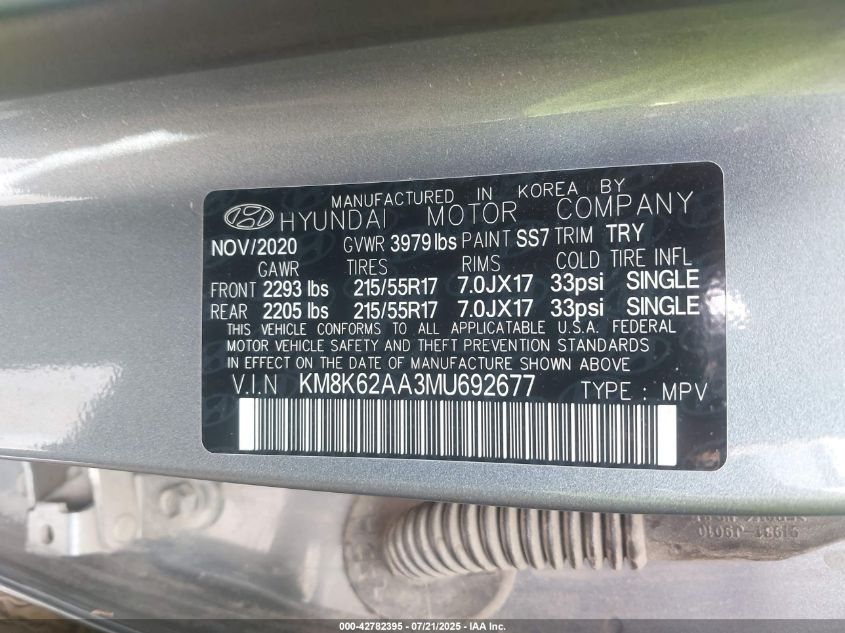 MANUFACTURED IN KOREA BY
HYUNDAI MOTOR COMPANY
NOV/2020 GVWR 3979 lbs PAINT SS7 TRIM TRY
GAWR TIRES RIMS COLD TIRE INFL
FRONT 2293 lbs 215/55R17 7.0JX17 33psi SINGLE
REAR 2205 lbs 215/55R17 7.0JX17 33psi SINGLE
THIS VEHICLE CONFORMS TO ALL APPLICABLE U.S.A. FEDERAL
MOTOR VEHICLE SAFETY AND THEFT PREVENTION STANDARDS
IN EFFECT ON THE DATE OF MANUFACTURE SHOWN ABOVE
V.I.N KM8K62AA3MU692677 TYPE : MPV
91981-J9010
000-42782395 - 07/21/2025 - IAA Inc.